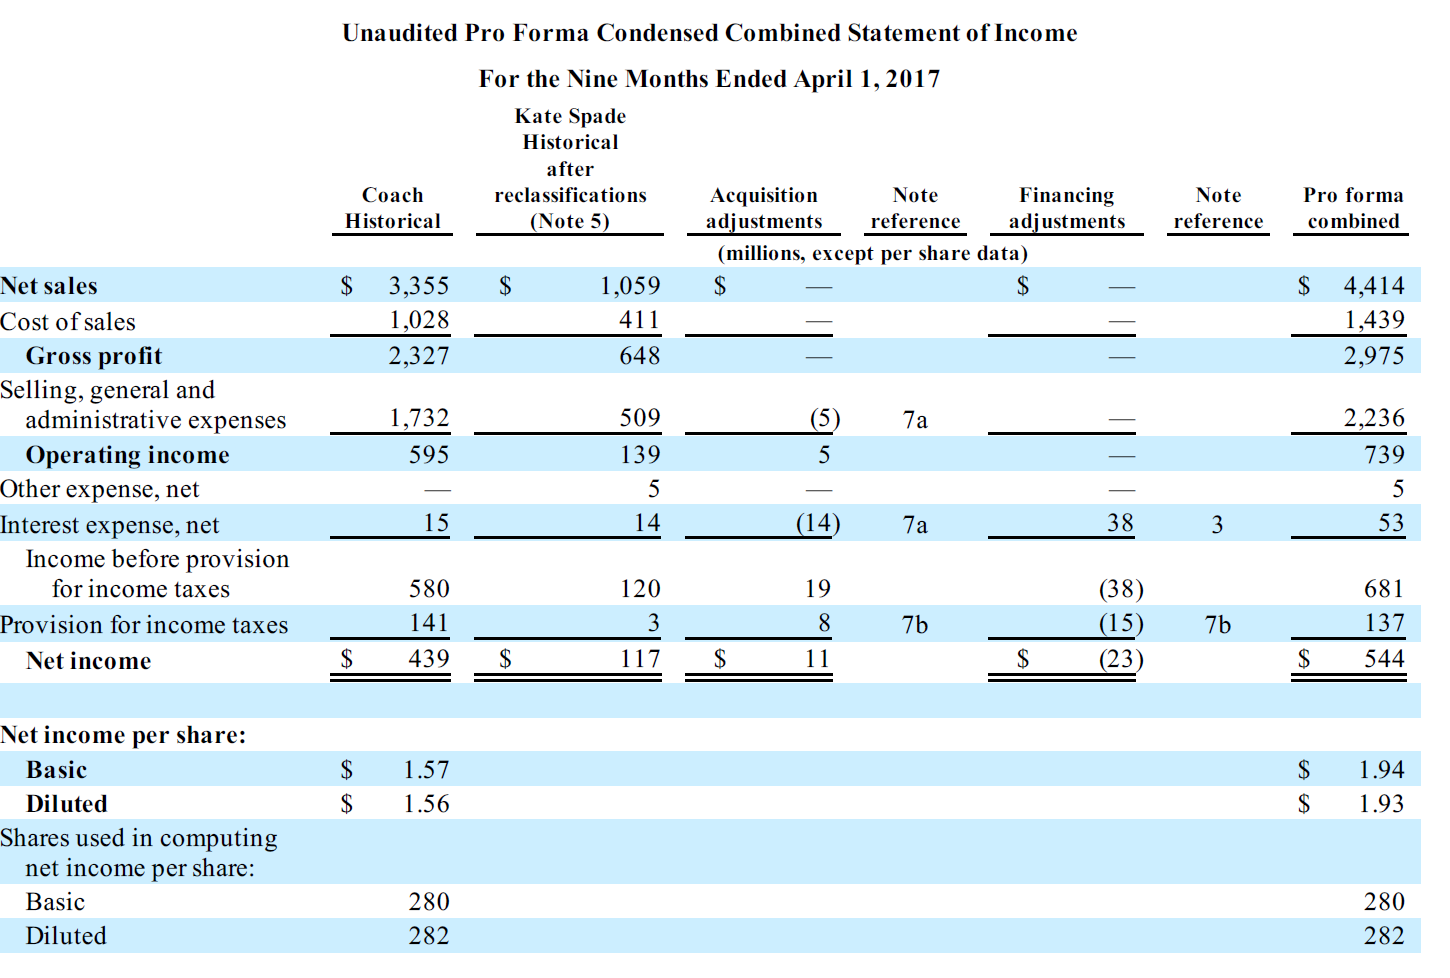 Unaudited Pro Forma Condensed Combined Statement of Income
For the Nine Months Ended April 1, 2017
Coach Historical
Kate Spade Historical after reclassifications (Note 5)
Acquisition adjustments
Note reference
Financing adjustments
Note reference
Pro forma combined
(millions, except per share data)
Net sales $ 3,355 $ 1,059 $ — $ — $ 4,414
Cost of sales 1,028 411 — — 1,439
Gross profit 2,327 648 — — 2,975
Selling, general and
administrative expenses 1,732 509 (5) 7a — 2,236
Operating income 595 139 5 — 739
Other expense, net — 5 — — 5
Interest expense, net 15 14 (14) 7a 38 3 53
Income before provision
for income taxes 580 120 19 (38) 681
Provision for income taxes 141 3 8 7b (15) 7b 137
Net income $ 439 $ 117 $ 11 $ (23) $ 544
Net income per share:
Basic $ 1.57 $ 1.94
Diluted $ 1.56 $ 1.93
Shares used in computing
net income per share:
Basic 280 280
Diluted 282 282